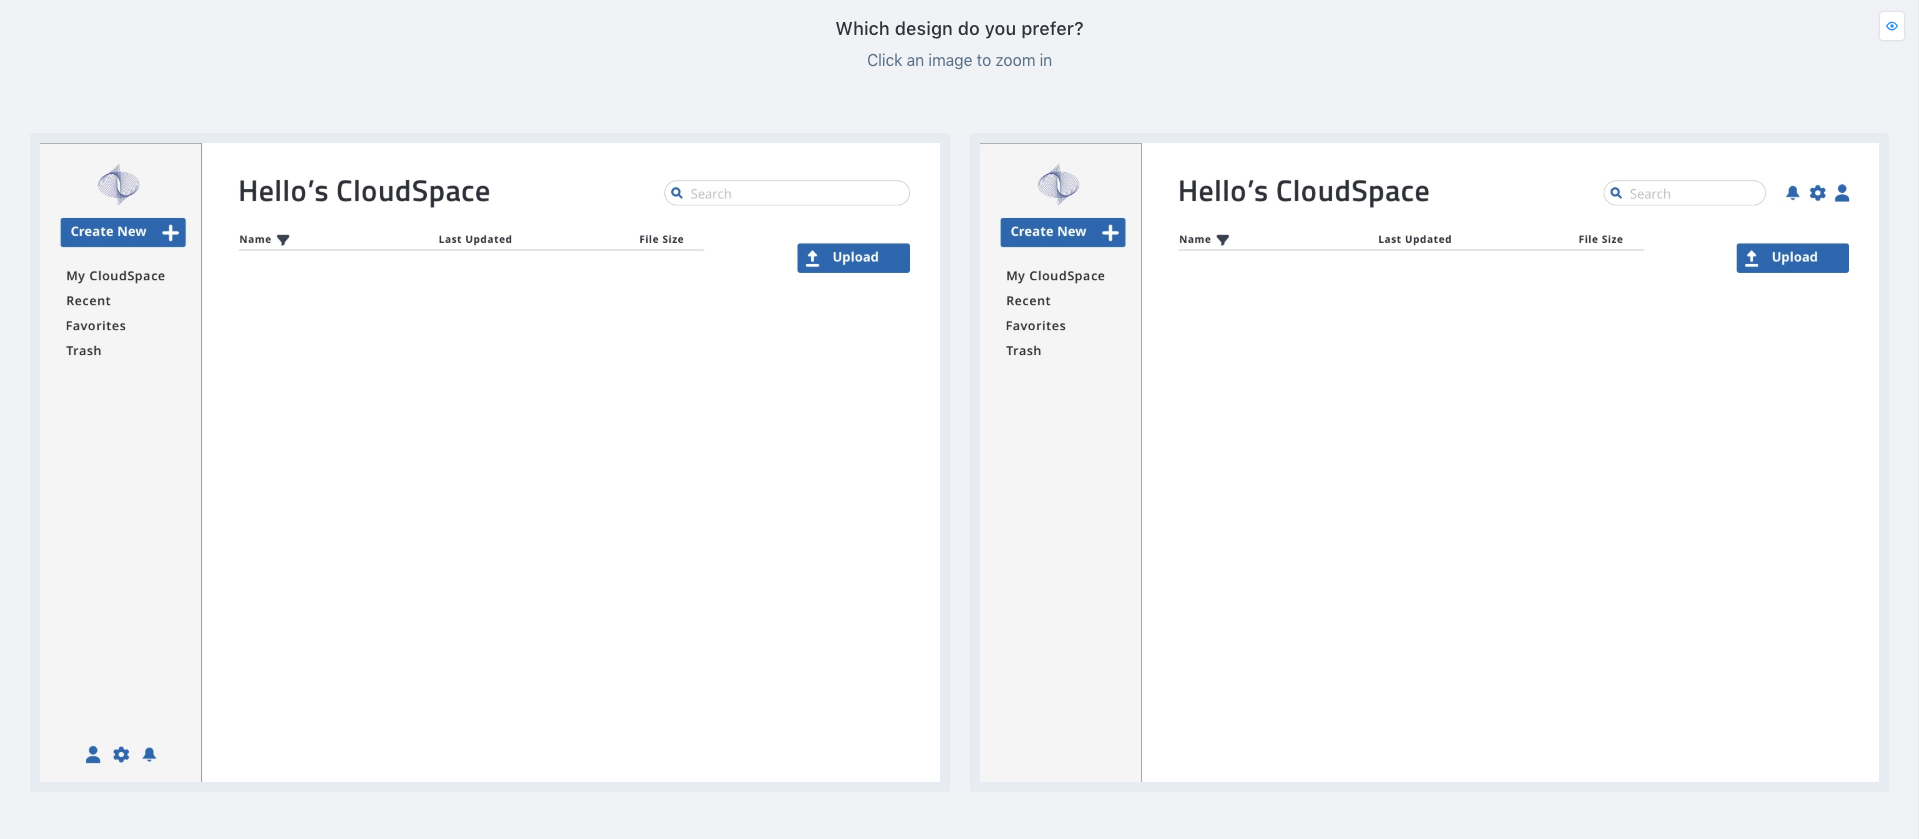 Which design do you prefer?
Click an image to zoom in
Hello's CloudSpace
Search
Create New
Name
Last Updated
File Size
Upload
My CloudSpace
Recent
Favorites
Trash
Hello's CloudSpace
Search
Create New
Name
Last Updated
File Size
Upload
My CloudSpace
Recent
Favorites
Trash